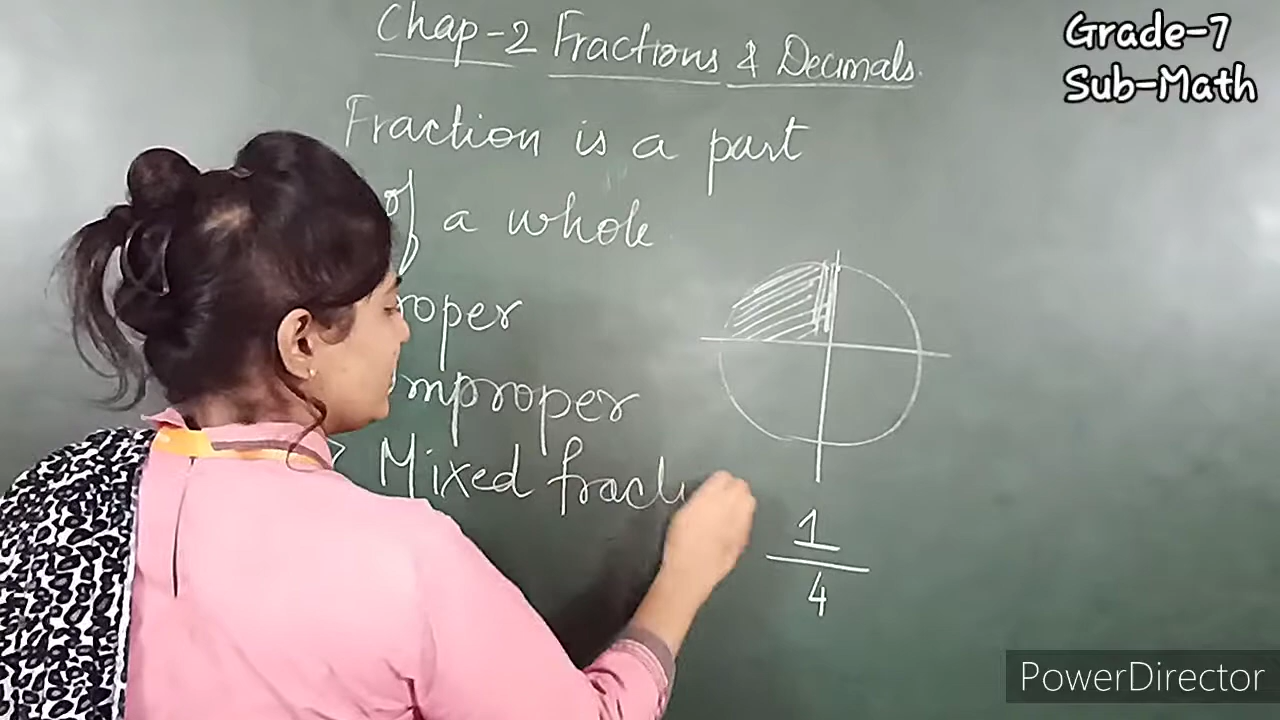 Chap-2 Fractions & Decimals.
Grade-7
Sub-Math
Fraction is a part
of a whole
roper
mproper
Mixed fract
1
4
PowerDirector